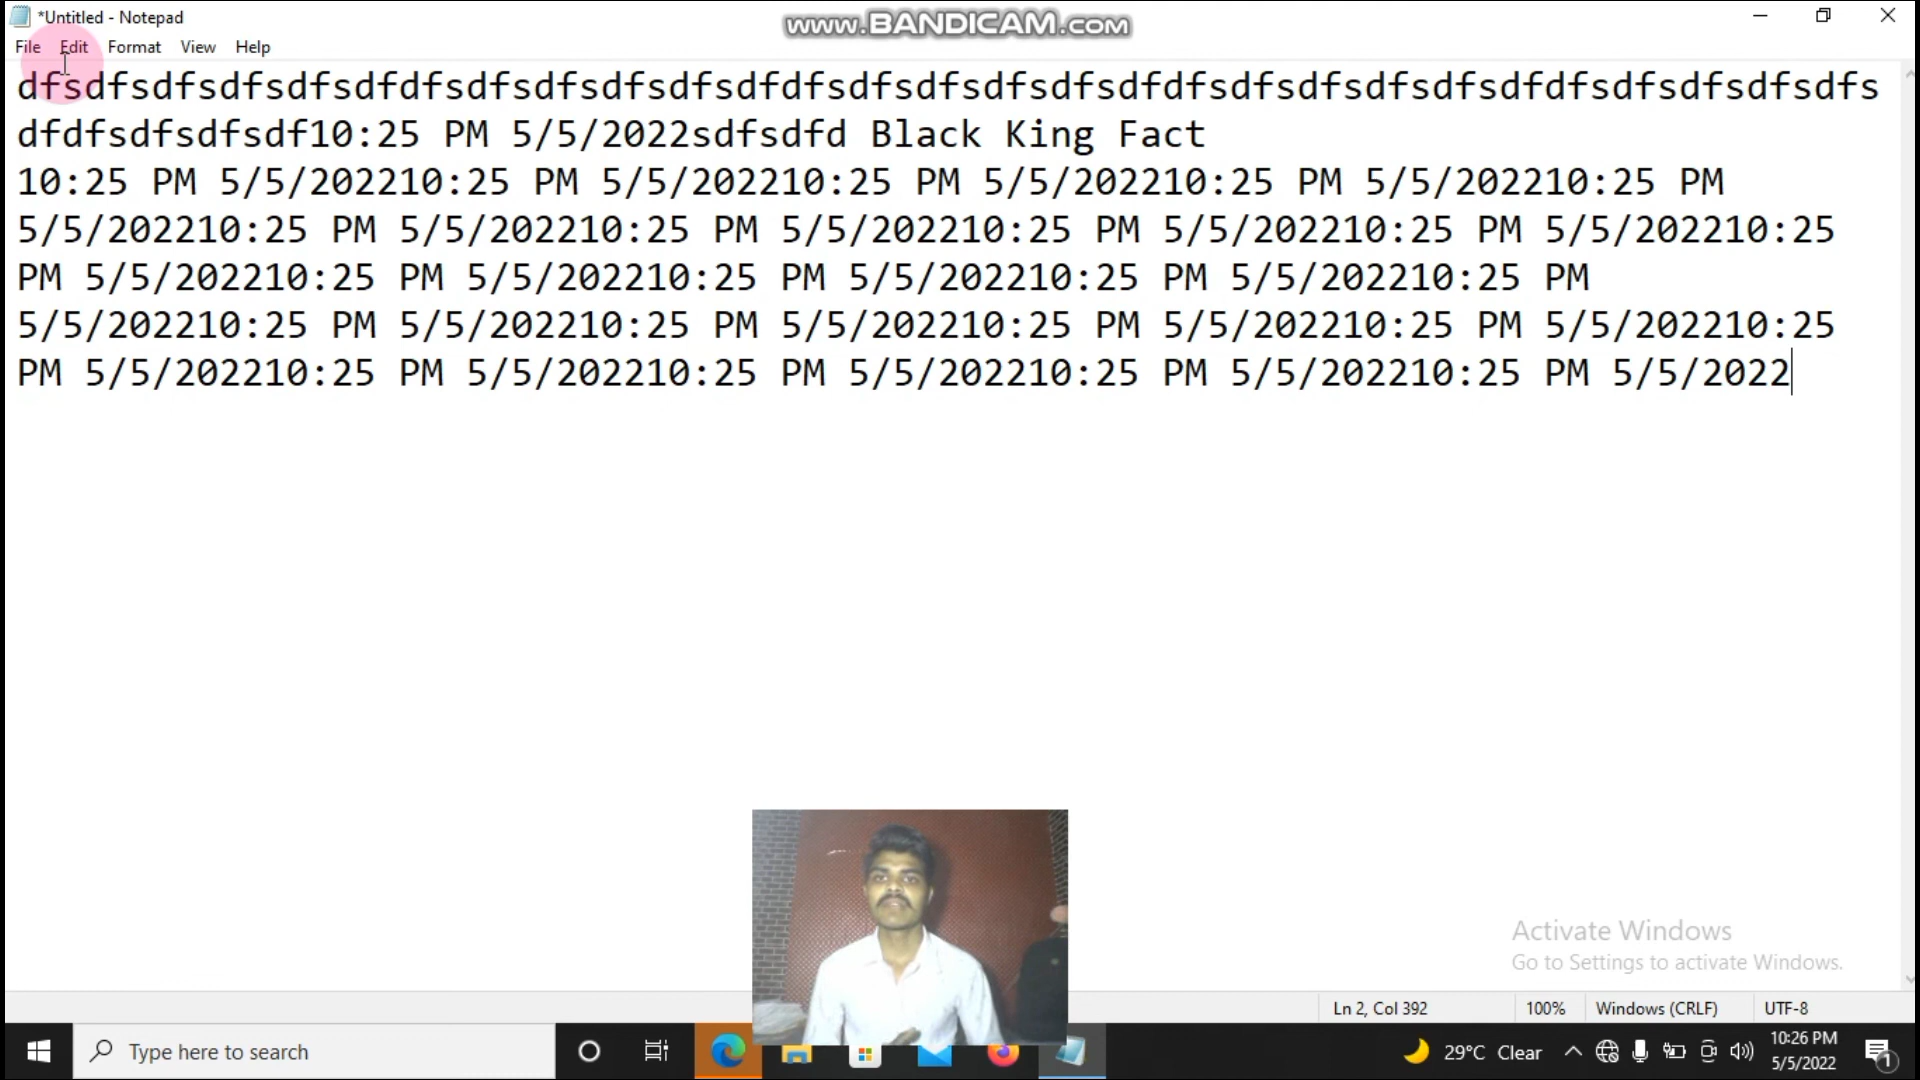 *Untitled - Notepad
www.BANDICAM.com
File Edit Format View Help
dfsdfsdfsdfsdfsdfdfsdfsdfsdfsdfsdfdfsdfsdfsdfsdfsdfdfsdfsdfsdfsdfsdfdfsdfsdfsdfsdfs
dfdfsdfsdfsdf10:25 PM 5/5/2022sdfsdfd Black King Fact
10:25 PM 5/5/202210:25 PM 5/5/202210:25 PM 5/5/202210:25 PM 5/5/202210:25 PM
5/5/202210:25 PM 5/5/202210:25 PM 5/5/202210:25 PM 5/5/202210:25 PM 5/5/202210:25
PM 5/5/202210:25 PM 5/5/202210:25 PM 5/5/202210:25 PM 5/5/202210:25 PM
5/5/202210:25 PM 5/5/202210:25 PM 5/5/202210:25 PM 5/5/202210:25 PM 5/5/202210:25
PM 5/5/202210:25 PM 5/5/202210:25 PM 5/5/202210:25 PM 5/5/202210:25 PM 5/5/2022
Activate Windows
Go to Settings to activate Windows.
Ln 2, Col 392 100% Windows (CRLF) UTF-8
Type here to search
29°C Clear
10:26 PM
5/5/2022
1